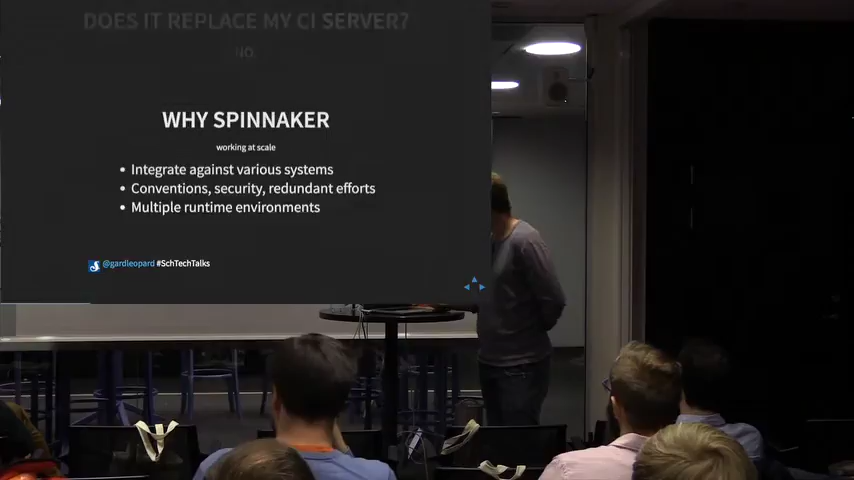 DOES IT REPLACE MY CI SERVER?
NO.
WHY SPINNAKER
working at scale
• Integrate against various systems
• Conventions, security, redundant efforts
• Multiple runtime environments
@gardleopard #SchTechTalks